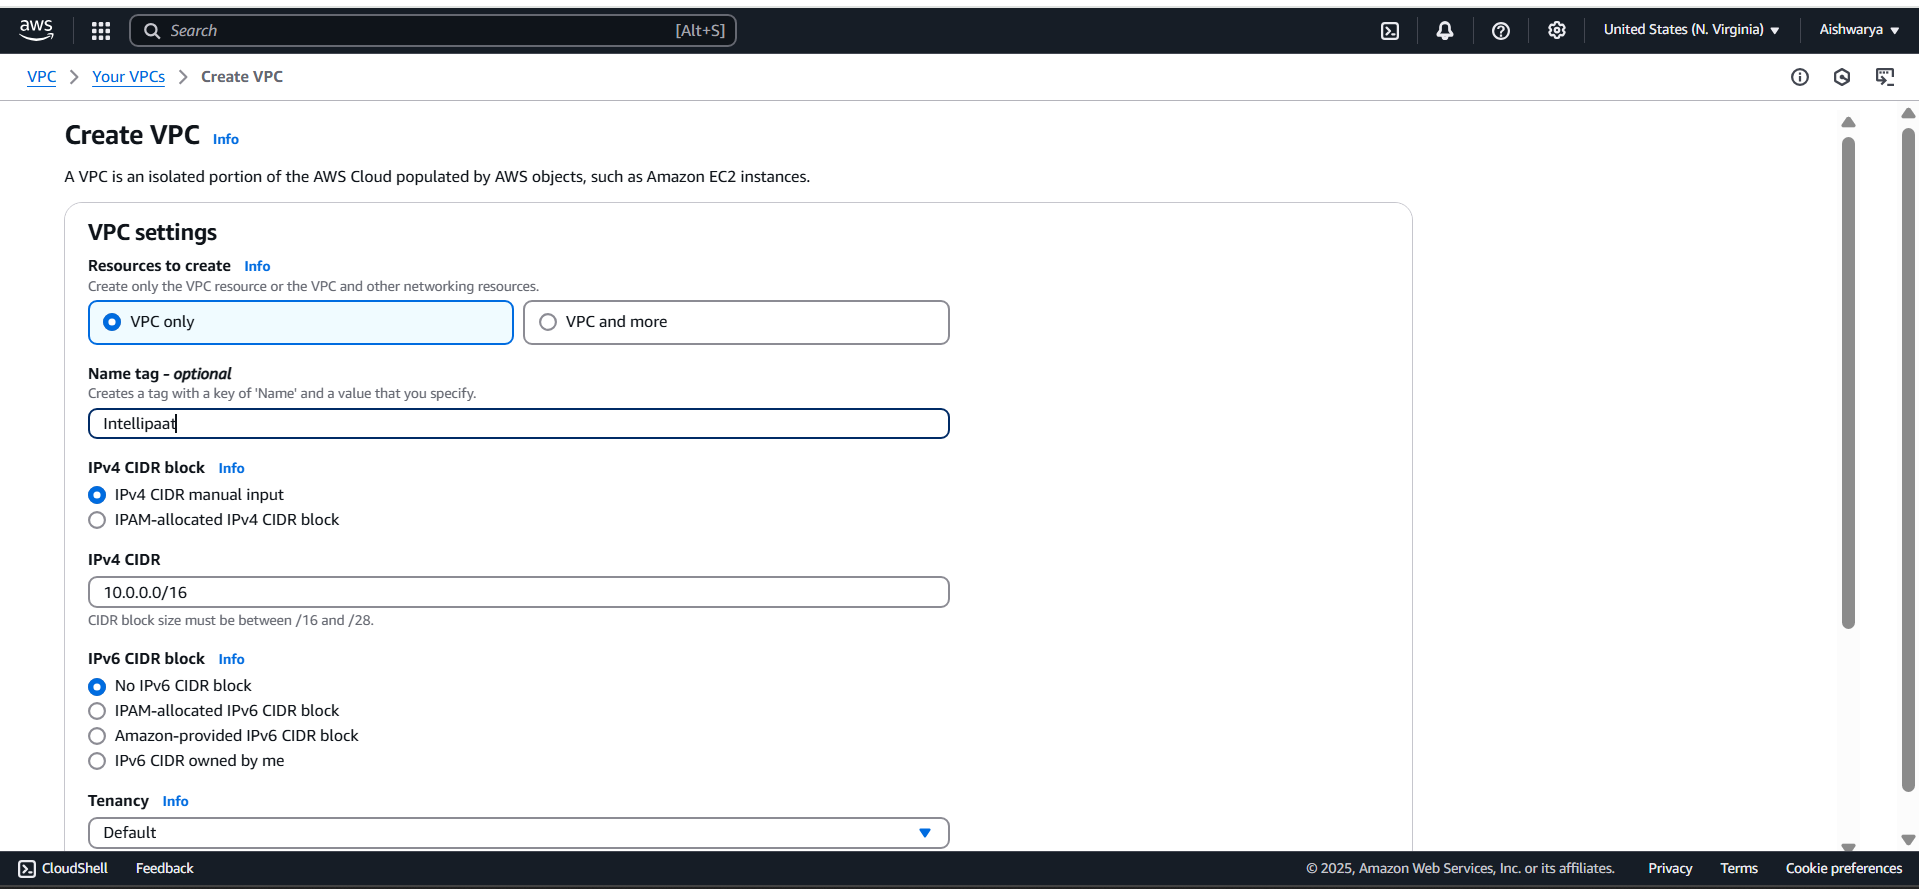 aws Search [Alt+S] United States (N. Virginia) Aishwarya
VPC Your VPCs Create VPC
Create VPC Info
A VPC is an isolated portion of the AWS Cloud populated by AWS objects, such as Amazon EC2 instances.
VPC settings
Resources to create Info
Create only the VPC resource or the VPC and other networking resources.
VPC only VPC and more
Name tag - optional
Creates a tag with a key of 'Name' and a value that you specify.
Intellipaat
IPv4 CIDR block Info
IPv4 CIDR manual input
IPAM-allocated IPv4 CIDR block
IPv4 CIDR
10.0.0.0/16
CIDR block size must be between /16 and /28.
IPv6 CIDR block Info
No IPv6 CIDR block
IPAM-allocated IPv6 CIDR block
Amazon-provided IPv6 CIDR block
IPv6 CIDR owned by me
Tenancy Info
Default
CloudShell Feedback © 2025, Amazon Web Services, Inc. or its affiliates. Privacy Terms Cookie preferences